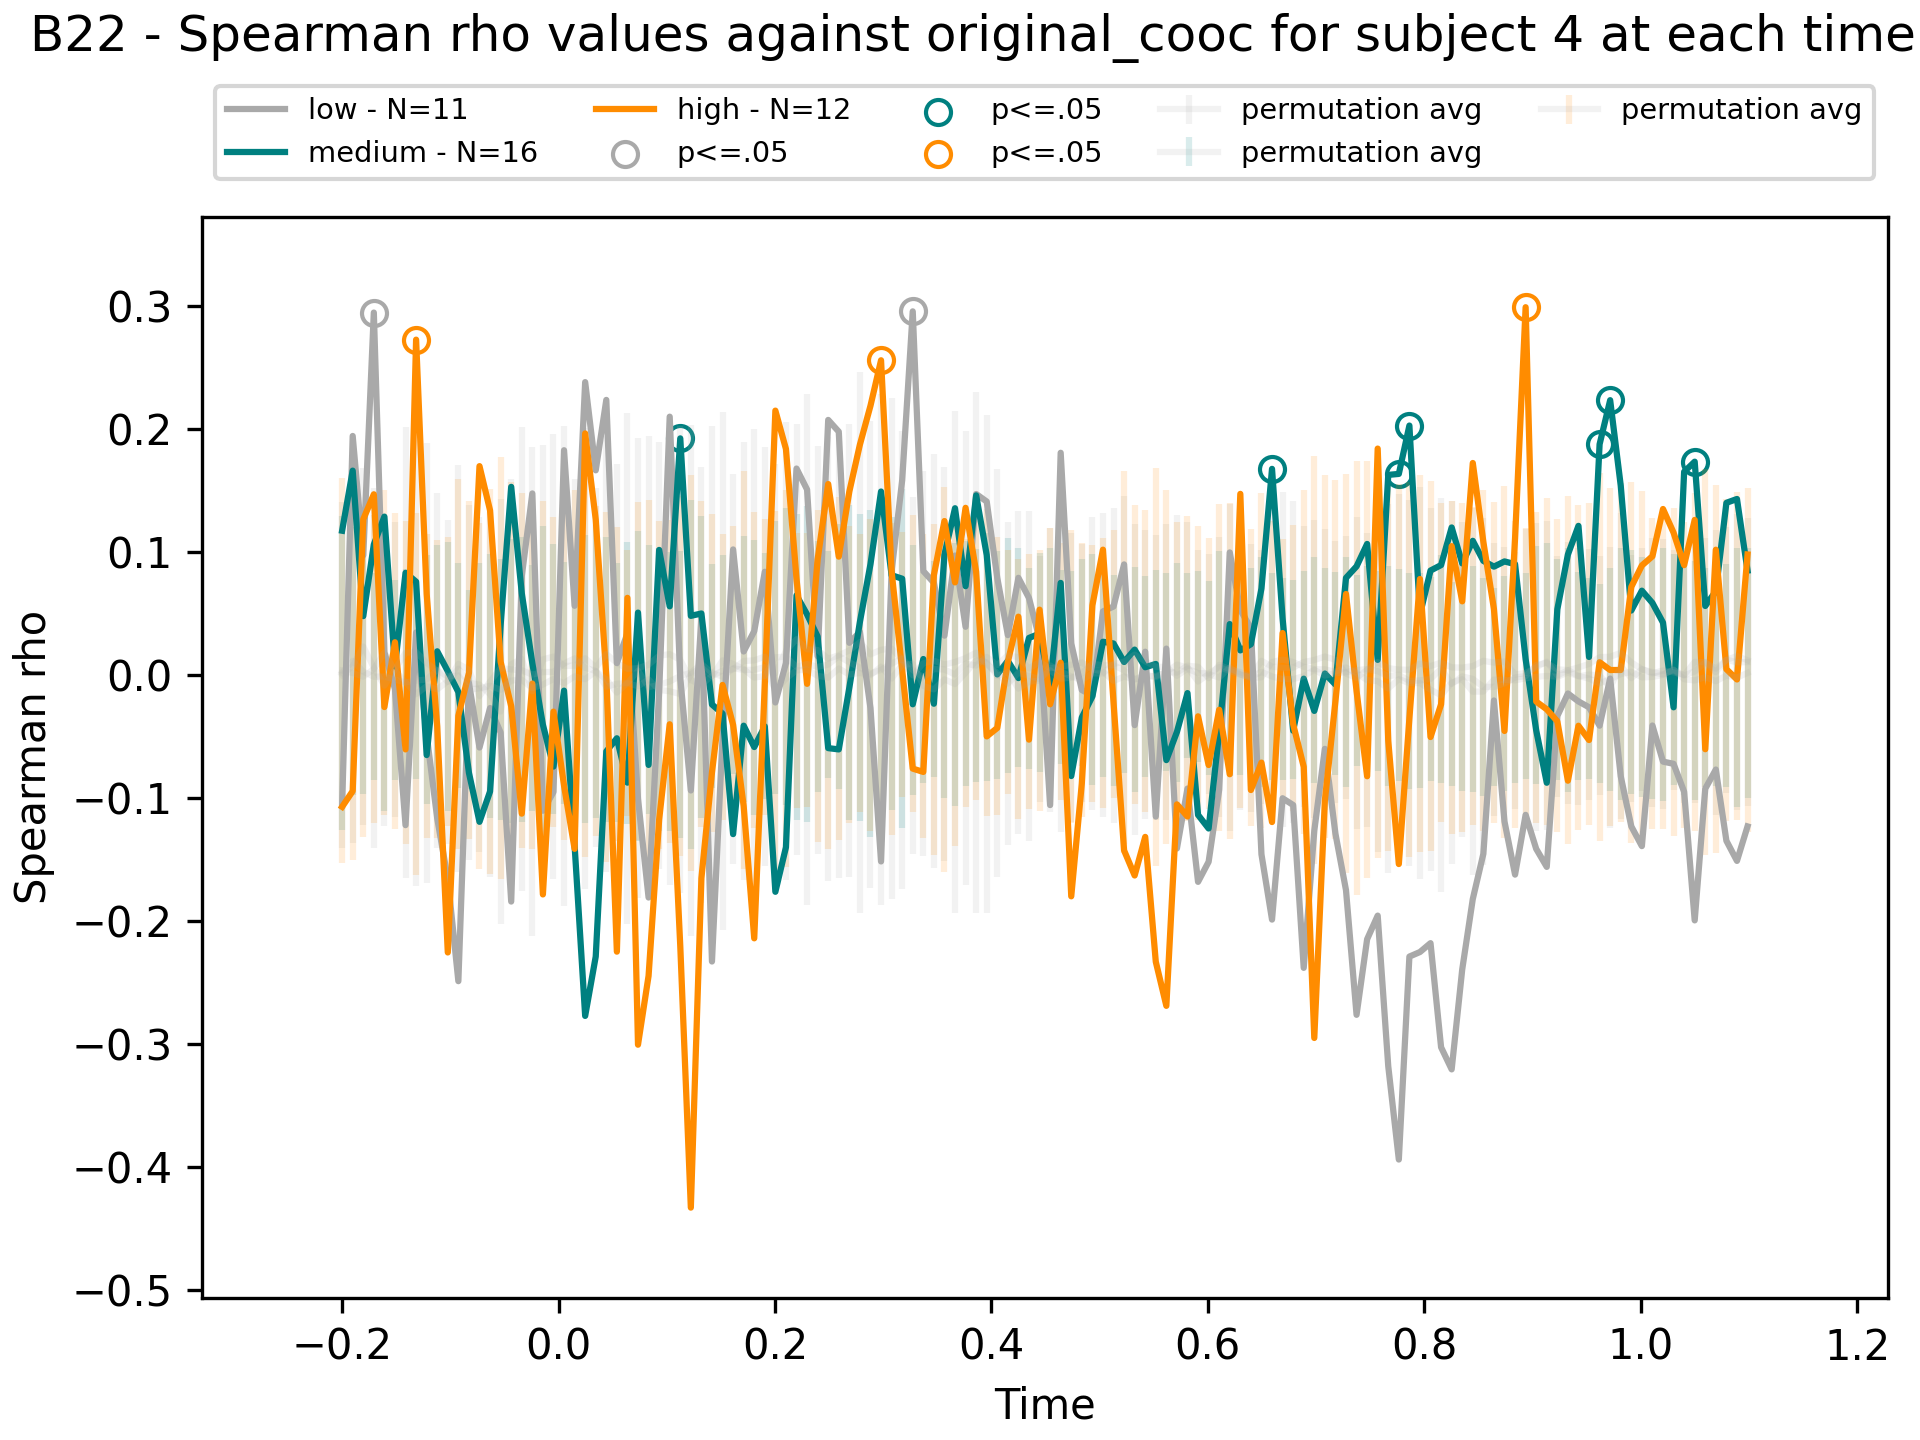 B22 - Spearman rho values against original_cooc for subject 4 at each time
low - N=11
medium - N=16
high - N=12
p<=.05
p<=.05
p<=.05
permutation avg
permutation avg
permutation avg
Spearman rho
0.3
0.2
0.1
0.0
−0.1
−0.2
−0.3
−0.4
−0.5
−0.2 0.0 0.2 0.4 0.6 0.8 1.0 1.2
Time